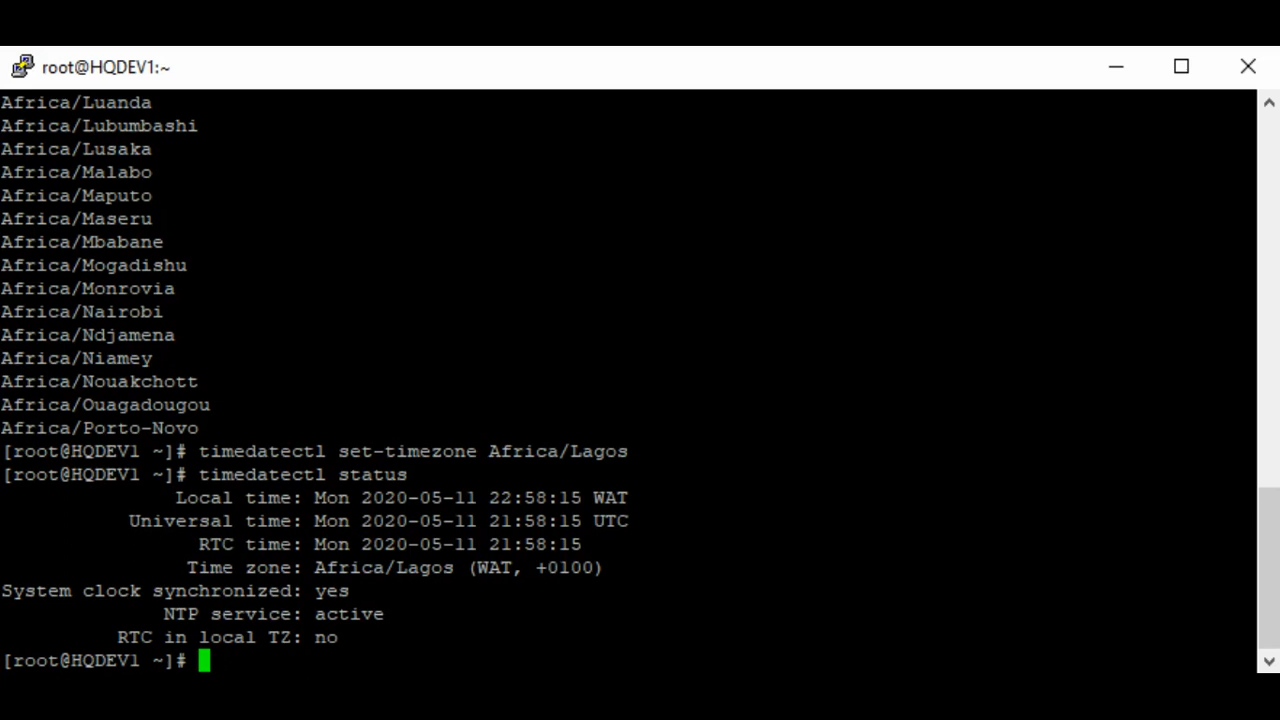 root@HQDEV1:~
Africa/Luanda
Africa/Lubumbashi
Africa/Lusaka
Africa/Malabo
Africa/Maputo
Africa/Maseru
Africa/Mbabane
Africa/Mogadishu
Africa/Monrovia
Africa/Nairobi
Africa/Ndjamena
Africa/Niamey
Africa/Nouakchott
Africa/Ouagadougou
Africa/Porto-Novo
[root@HQDEV1 ~]# timedatectl set-timezone Africa/Lagos
[root@HQDEV1 ~]# timedatectl status
Local time: Mon 2020-05-11 22:58:15 WAT
Universal time: Mon 2020-05-11 21:58:15 UTC
RTC time: Mon 2020-05-11 21:58:15
Time zone: Africa/Lagos (WAT, +0100)
System clock synchronized: yes
NTP service: active
RTC in local TZ: no
[root@HQDEV1 ~]#